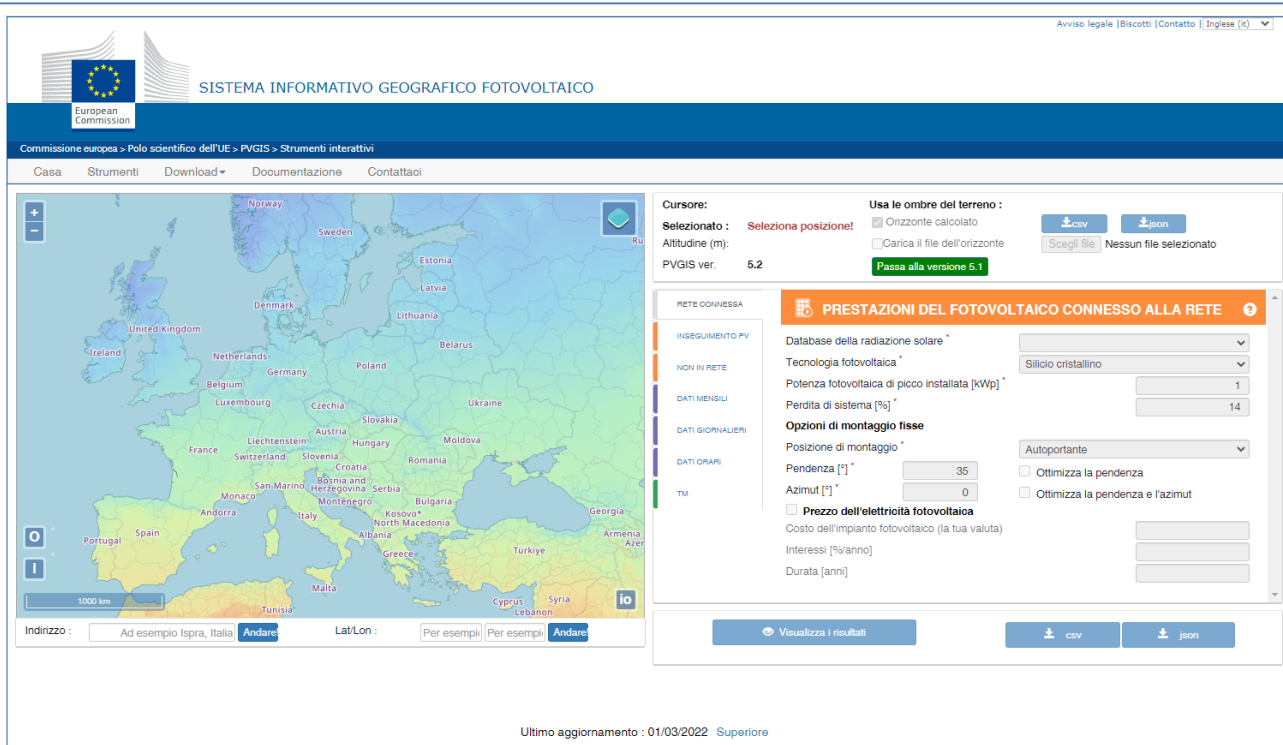 Avviso legale |Biscotti |Contatto | Inglese (it)
SISTEMA INFORMATIVO GEOGRAFICO FOTOVOLTAICO
European
Commission
Commissione europea > Polo scientifico dell'UE > PVGIS > Strumenti interattivi
Casa Strumenti Download Documentazione Contattaci
+
−
Norway
Sweden
Ru
Estonia
Latvia
Denmark
Lithuania
United Kingdom
Ireland
Belarus
Netherlands
Poland
Germany
Belgium
Luxembourg
Czechia
Ukraine
Slovakia
Austria
Liechtenstein
Hungary
Moldova
France
Switzerland
Slovenia
Croatia
Romania
San Marino
Bosnia and
Herzegovina
Serbia
Monaco
Montenegro
Bulgaria
Andorra
Italy
Kosovo*
Georgia
North Macedonia
Spain
Albania
Armenia
Portugal
Azer
Greece
Türkiye
Malta
Cyprus
Syria
Tunisia
Lebanon
O
I
1000 km
io
Indirizzo : Ad esempio Ispra, Italia Andare! Lat/Lon : Per esempi Per esempi Andare!
Cursore:
Selezionato : Seleziona posizione!
Altitudine (m):
PVGIS ver. 5.2
Usa le ombre del terreno :
Orizzonte calcolato
csv json
Carica il file dell'orizzonte
Scegli file Nessun file selezionato
Passa alla versione 5.1
RETE CONNESSA
INSEGUIMENTO PV
NON IN RETE
DATI MENSILI
DATI GIORNALIERI
DATI ORARI
TM
PRESTAZIONI DEL FOTOVOLTAICO CONNESSO ALLA RETE ?
Database della radiazione solare *
Tecnologia fotovoltaica * Silicio cristallino
Potenza fotovoltaica di picco installata [kWp] * 1
Perdita di sistema [%] * 14
Opzioni di montaggio fisse
Posizione di montaggio * Autoportante
Pendenza [°] * 35 Ottimizza la pendenza
Azimut [°] * 0 Ottimizza la pendenza e l'azimut
Prezzo dell'elettricità fotovoltaica
Costo dell'impianto fotovoltaico (la tua valuta)
Interessi [%/anno]
Durata [anni]
Visualizza i risultati csv json
Ultimo aggiornamento : 01/03/2022 Superiore